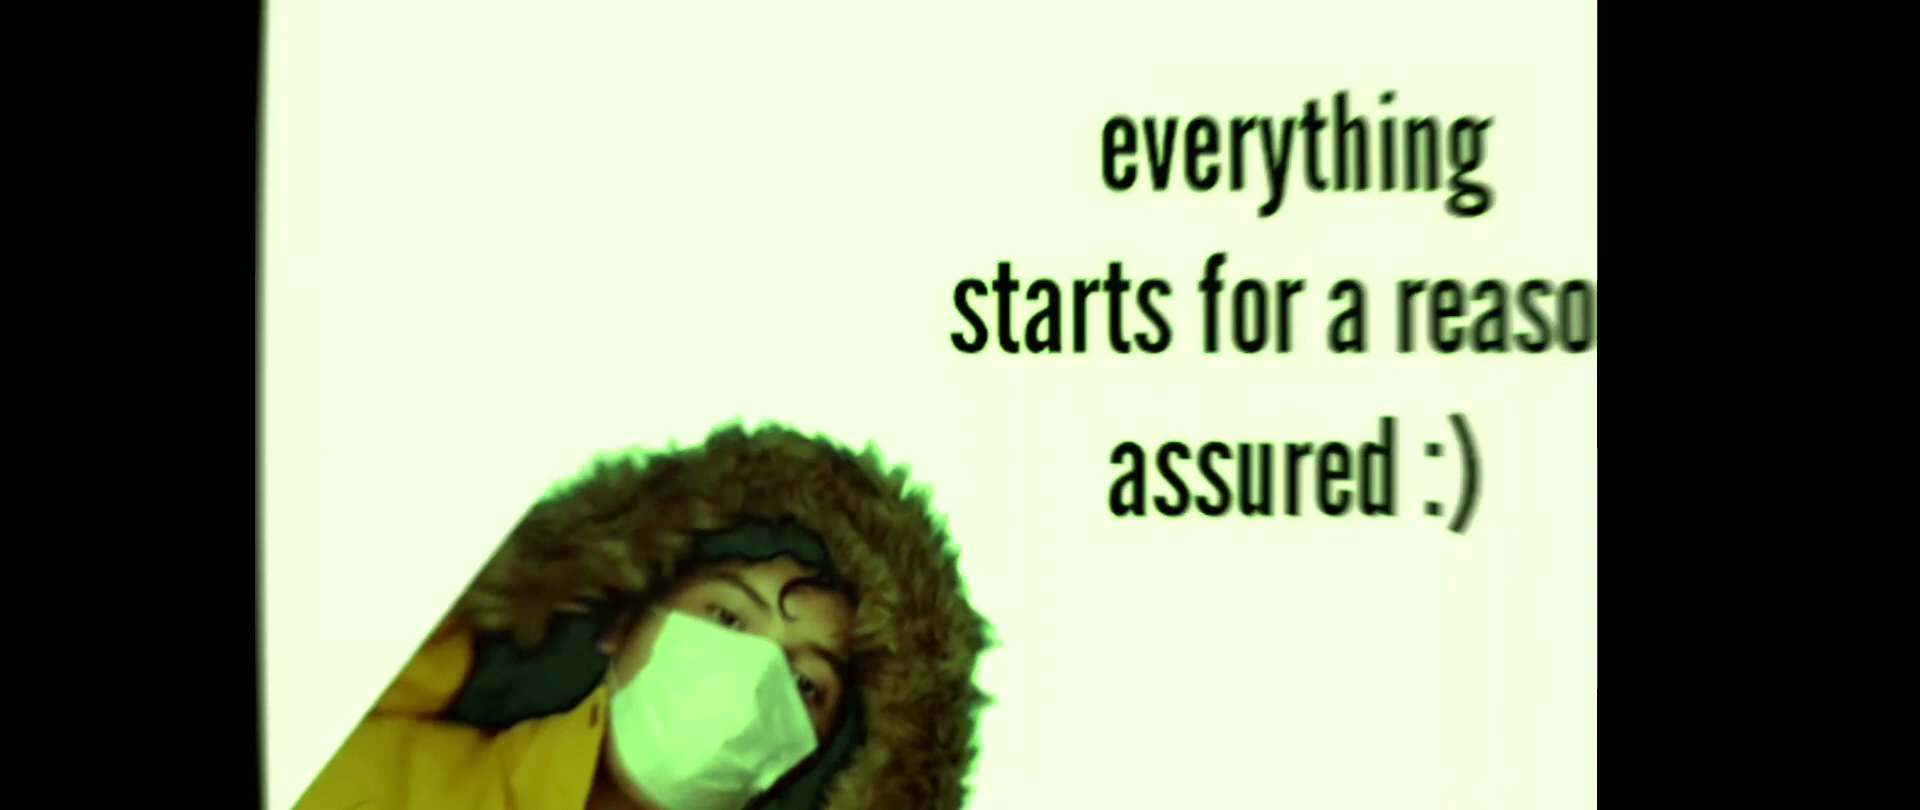 everything
starts for a reaso
assured :)